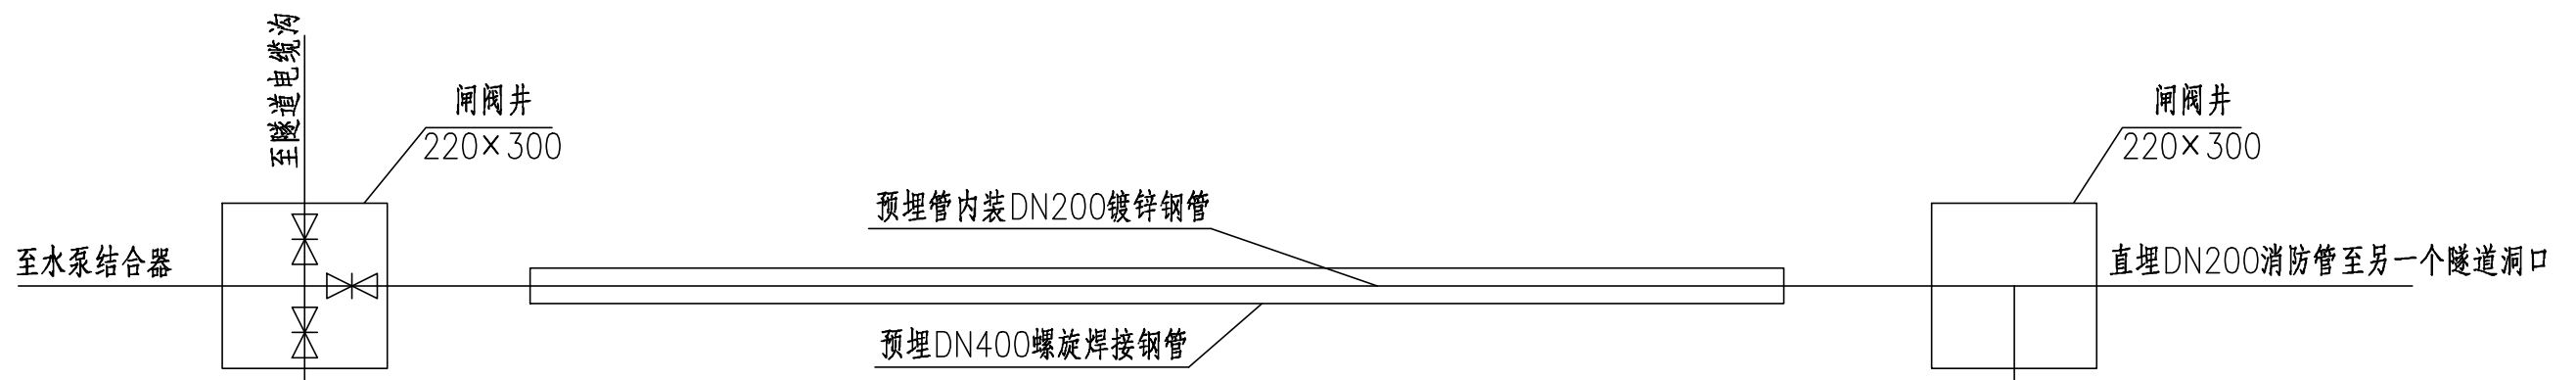 至隧道电缆沟
闸阀井
220×300
闸阀井
220×300
预埋管内装DN200镀锌钢管
至水泵结合器
直埋DN200消防管至另一个隧道洞口
预埋DN400螺旋焊接钢管